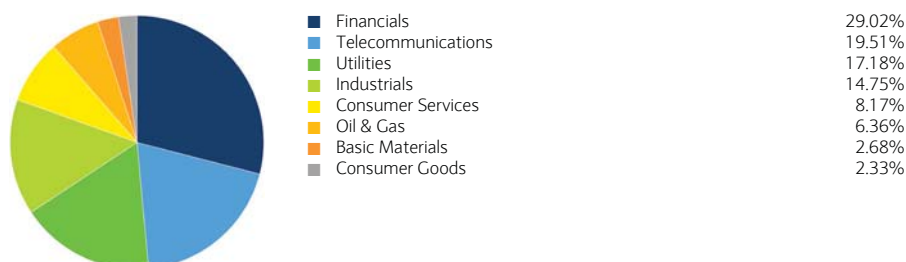 Financials 29.02%
Telecommunications 19.51%
Utilities 17.18%
Industrials 14.75%
Consumer Services 8.17%
Oil & Gas 6.36%
Basic Materials 2.68%
Consumer Goods 2.33%